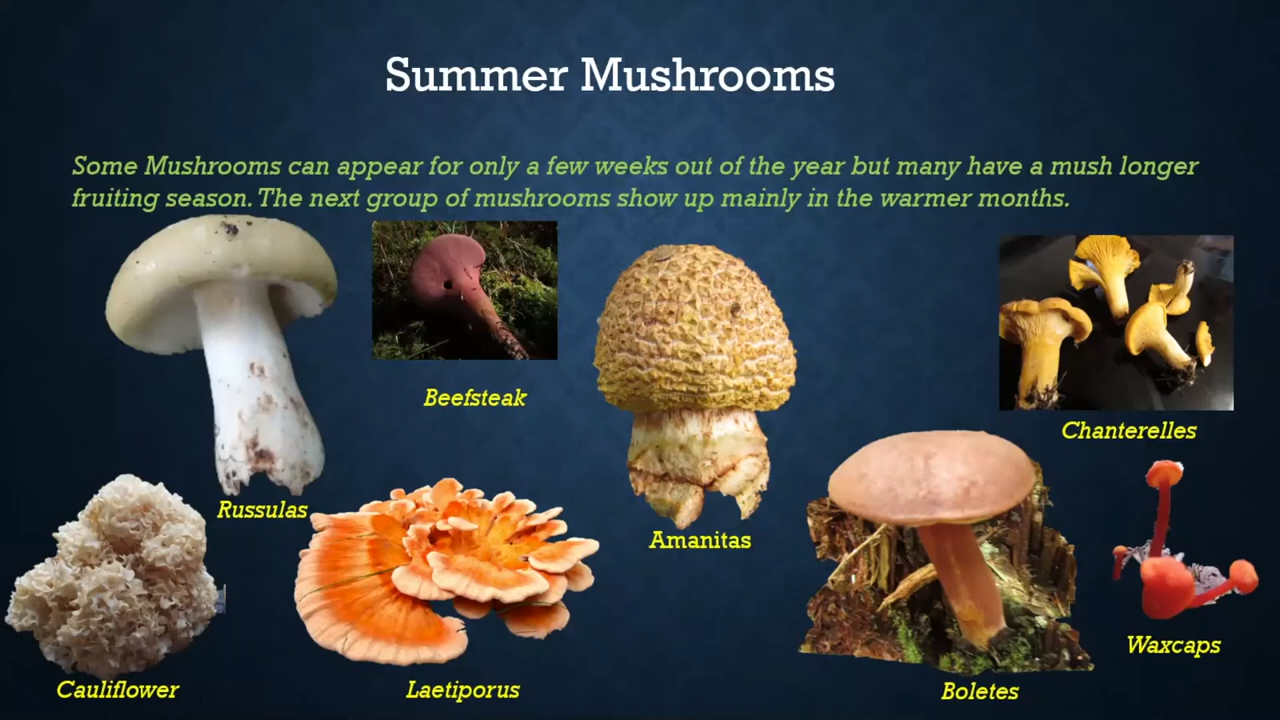 Summer Mushrooms
Some Mushrooms can appear for only a few weeks out of the year but many have a mush longer
fruiting season. The next group of mushrooms show up mainly in the warmer months.
Beefsteak
Chanterelles
Russulas
Amanitas
Waxcaps
Cauliflower
Laetiporus
Boletes